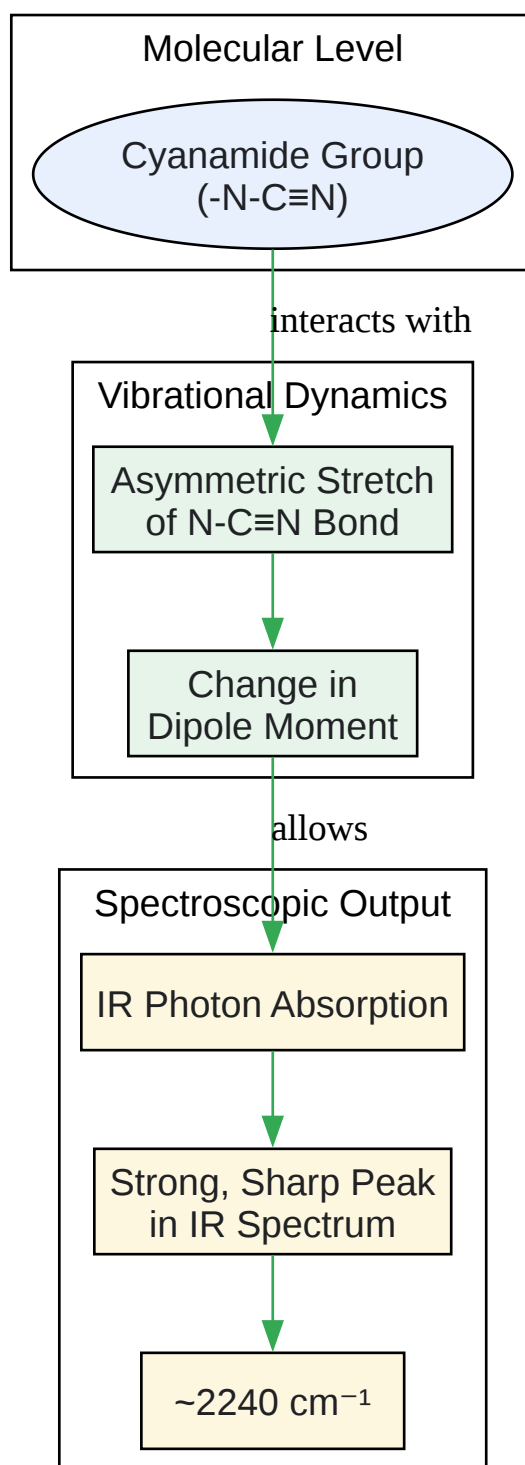 Molecular Level
Cyanamide Group
(-N-C≡N)
interacts with
Vibrational Dynamics
Asymmetric Stretch
of N-C≡N Bond
Change in
Dipole Moment
allows
Spectroscopic Output
IR Photon Absorption
Strong, Sharp Peak
in IR Spectrum
~2240 cm⁻¹